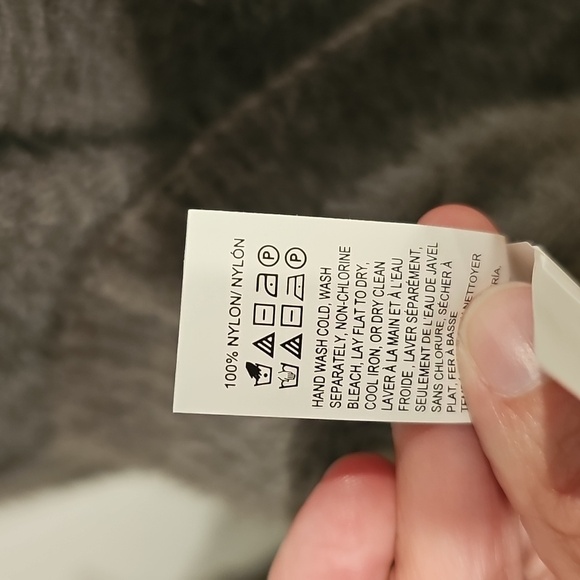 100% NYLON/ NYLÓN
P
P
HAND WASH COLD, WASH
SEPARATELY, NON-CHLORINE
BLEACH, LAY FLAT TO DRY,
COOL IRON, OR DRY CLEAN
LAVER À LA MAIN ET À L'EAU
FROIDE , LAVER SÉPARÉMENT,
SEULEMENT DE L'EAU DE JAVEL
SANS CHLORURE, SÉCHER À
PLAT, FER À BASSE
NETTOYER